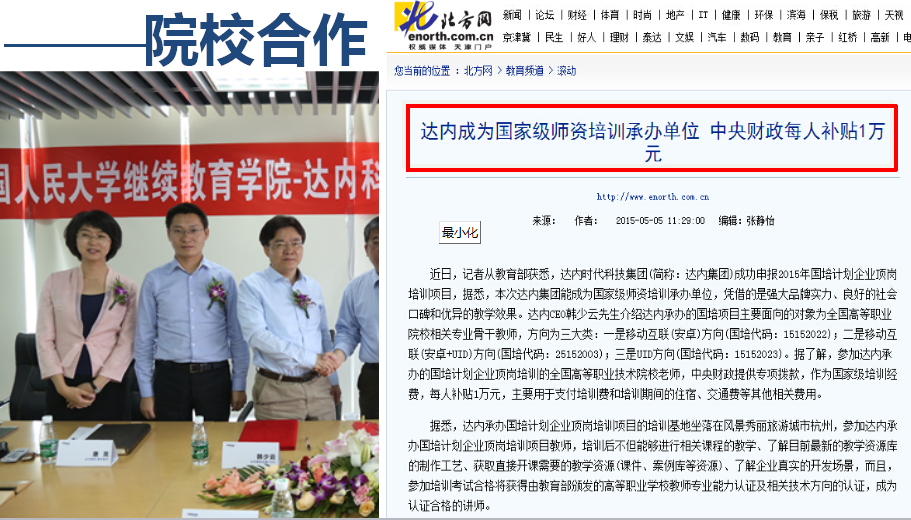 院校合作
国人民大学继续教育学院-达内科
韩少云
北方网
enorth.com.cn
权威媒体 天津门户
新闻 | 论坛 | 财经 | 体育 | 时尚 | 地产 | IT | 健康 | 环保 | 滨海 | 保税 | 旅游 | 天视
京津冀 | 民生 | 好人 | 理财 | 泰达 | 文娱 | 汽车 | 数码 | 教育 | 亲子 | 红桥 | 高新 | 电
您当前的位置 : 北方网 > 教育频道 > 滚动
达内成为国家级师资培训承办单位 中央财政每人补贴1万
元
http://www.enorth.com.cn
来源: 作者: 2015-05-05 11:29:00 编辑:张静怡
最小化
近日,记者从教育部获悉,达内时代科技集团(简称:达内集团)成功申报2015年国培计划企业顶岗
培训项目,据悉,本次达内集团能成为国家级师资培训承办单位,凭借的是强大品牌实力、良好的社会
口碑和优异的教学效果。达内CEO韩少云先生介绍达内承办的国培项目主要面向的对象为全国高等职业
院校相关专业骨干教师,方向为三大类:一是移动互联(安卓)方向(国培代码:15152022);二是移动互
联(安卓+UID)方向(国培代码:25152003);三是UID方向(国培代码:15152023)。据了解,参加达内承
办的国培计划企业顶岗培训的全国高等职业技术院校老师,中央财政提供专项拨款,作为国家级培训经
费,每人补贴1万元,主要用于支付培训费和培训期间的住宿、交通费等其他相关费用。
据悉,达内承办国培计划企业顶岗培训项目的培训基地坐落在风景秀丽旅游城市杭州,参加达内承
办国培计划企业顶岗培训项目教师,培训后不但能够进行相关课程的教学、了解目前最新的教学资源库
的制作工艺、获取直接开课需要的教学资源(课件、案例库等资源)、了解企业真实的开发场景,而且,
参加培训考试合格将获得由教育部颁发的高等职业学校教师专业能力认证及相关技术方向的认证,成为
认证合格的讲师。